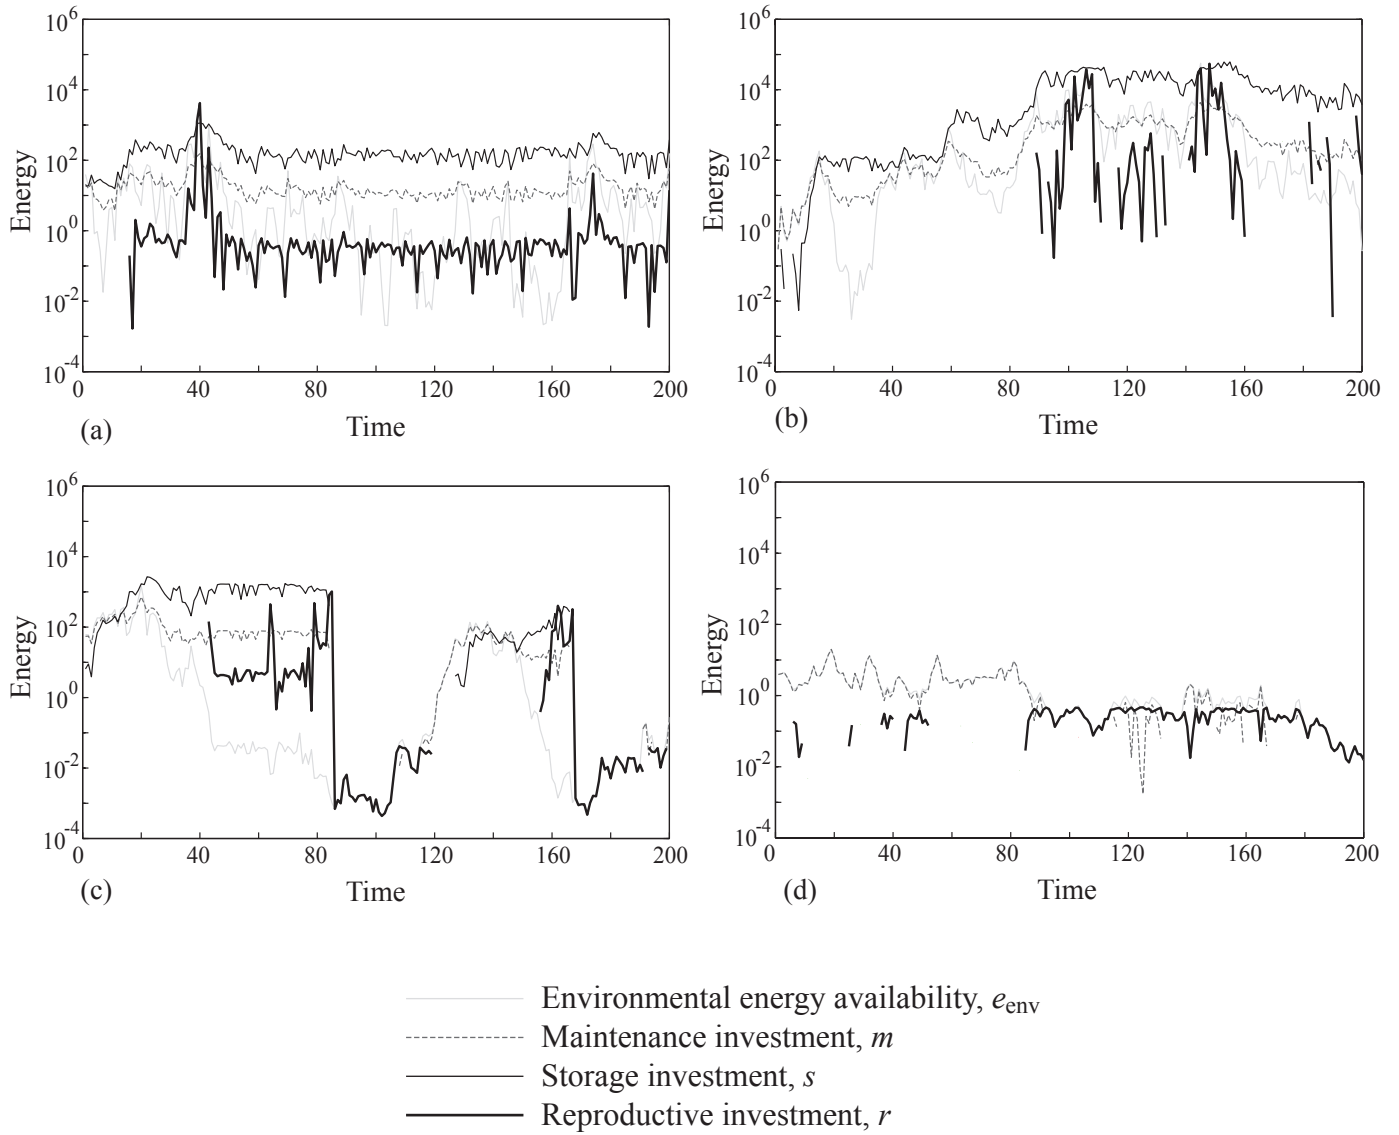 10^6
10^4
10^2
10^0
10^-2
10^-4
Energy
0 40 80 120 160 200
Time
(a)
10^6
10^4
10^2
10^0
10^-2
10^-4
Energy
0 40 80 120 160 200
Time
(b)
10^6
10^4
10^2
10^0
10^-2
10^-4
Energy
0 40 80 120 160 200
Time
(c)
10^6
10^4
10^2
10^0
10^-2
10^-4
Energy
0 40 80 120 160 200
Time
(d)
Environmental energy availability, e_env
Maintenance investment, m
Storage investment, s
Reproductive investment, r